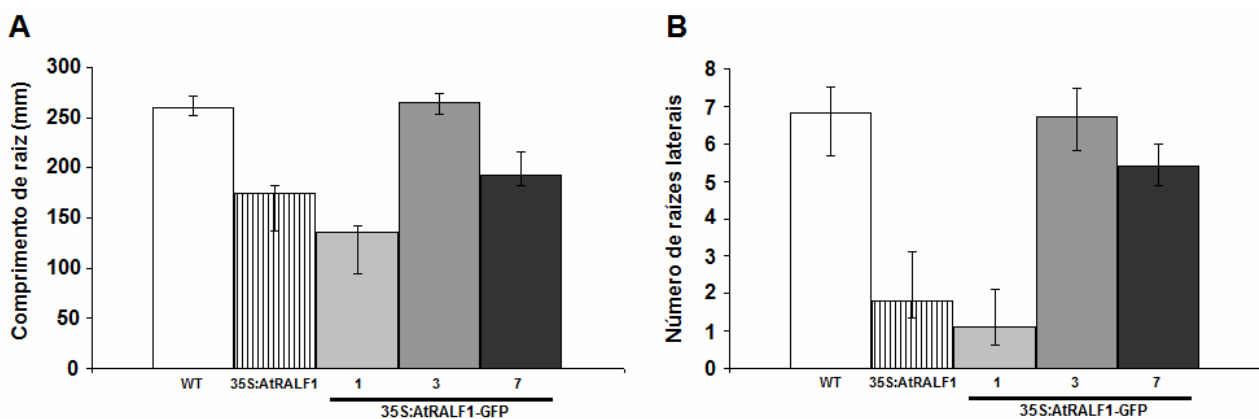 A
Comprimento de raiz (mm)
300
250
200
150
100
50
0
WT
35S:AtRALF1
1
3
7
35S:AtRALF1-GFP
B
Número de raízes laterais
8
7
6
5
4
3
2
1
0
WT
35S:AtRALF1
1
3
7
35S:AtRALF1-GFP